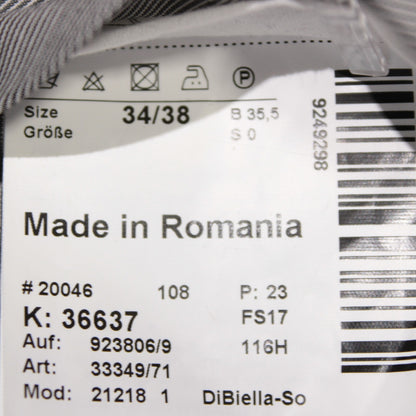 P
Size 34/38 B 35,5
Größe S 0
9249298
Made in Romania
# 20046 108 P: 23
K: 36637 FS17
Auf: 923806/9 116H
Art: 33349/71
Mod: 21218 1 DiBiella-So